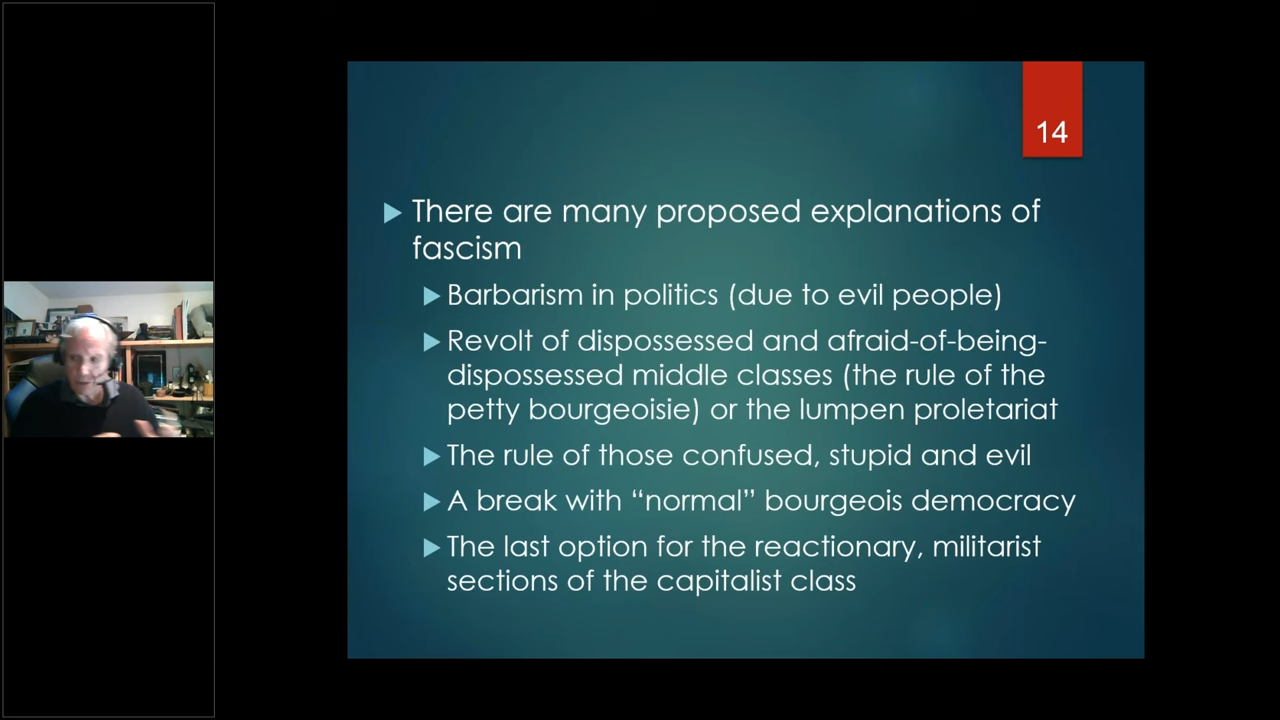 14
There are many proposed explanations of
fascism
Barbarism in politics (due to evil people)
Revolt of dispossessed and afraid-of-being-
dispossessed middle classes (the rule of the
petty bourgeoisie) or the lumpen proletariat
The rule of those confused, stupid and evil
A break with “normal” bourgeois democracy
The last option for the reactionary, militarist
sections of the capitalist class